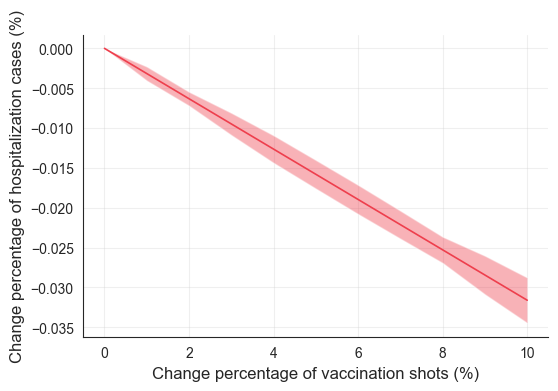 Change percentage of hospitalization cases (%)
0.000
−0.005
−0.010
−0.015
−0.020
−0.025
−0.030
−0.035
0 2 4 6 8 10
Change percentage of vaccination shots (%)